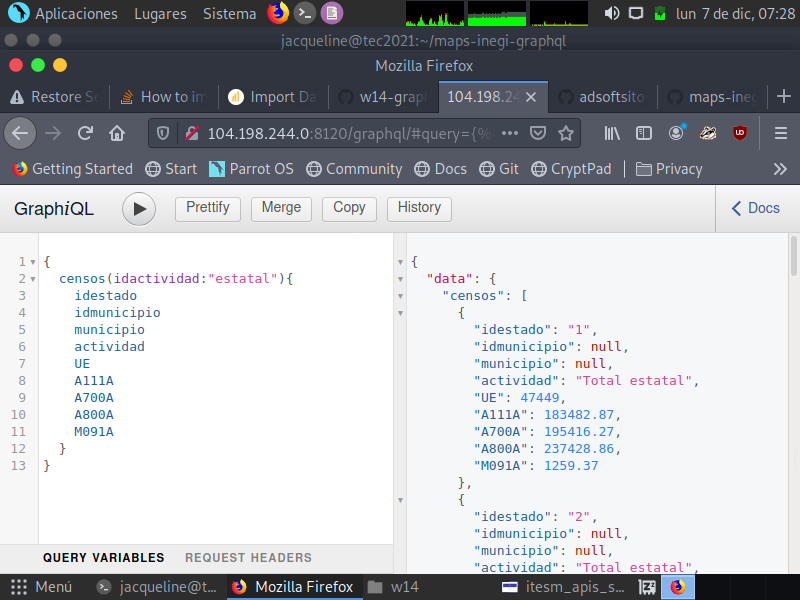 Aplicaciones Lugares Sistema lun 7 de dic, 07:28
jacqueline@tec2021:~/maps-inegi-graphql
Mozilla Firefox
Restore S How to in Import Da w14-grap 104.198.24 adsoftsito maps-ineg
104.198.244.0:8120/graphql/#query={%
Getting Started Start Parrot OS Community Docs Git CryptPad Privacy
GraphiQL Prettify Merge Copy History Docs
1 {
2 censos(idactividad:"estatal"){
3 idestado
4 idmunicipio
5 municipio
6 actividad
7 UE
8 A111A
9 A700A
10 A800A
11 M091A
12 }
13 }
{
"data": {
"censos": [
{
"idestado": "1",
"idmunicipio": null,
"municipio": null,
"actividad": "Total estatal",
"UE": 47449,
"A111A": 183482.87,
"A700A": 195416.27,
"A800A": 237428.86,
"M091A": 1259.37
},
{
"idestado": "2",
"idmunicipio": null,
"municipio": null,
"actividad": "Total estatal",
QUERY VARIABLES REQUEST HEADERS
Menú jacqueline@t... Mozilla Firefox w14 itesm_apis_s...